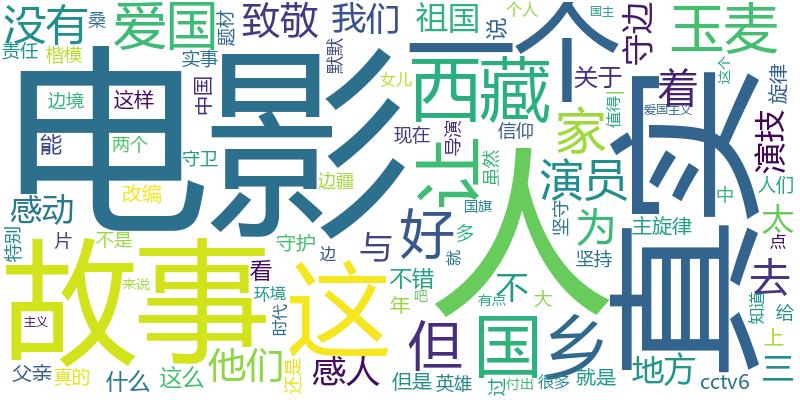 没有
爱国
题材
致敬
我们
祖国
说
一个
个人
国主
守边
玉麦
桑
责任
楷模
实事
默默
西藏
关于
着
这个
旋律
电影
中国
女儿
边境
这样
值得
爱国主义
能
两个
现在
信仰
导演
家
真实
演技
守卫
让
虽然
人
演员
改编
边疆
感动
国旗
坚守
为
中
人们
特别
片
不是
守护
与
好
多
主旋律
太
点
故事
看
边
就
坚持
去
来说
环境
这
不错
不
知道
给
主义
时代
年
吧
有点
大
但
国
乡
上
父亲
真的
什么
这么
他们
还是
感人
但是
英雄
过
付出
很多
就是
地方
cctv6
三